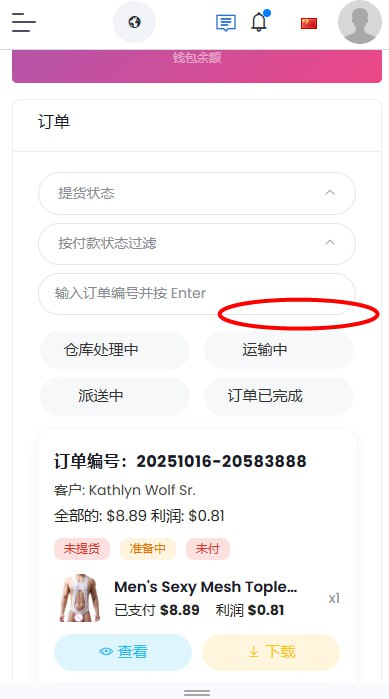 钱包余额
订单
提货状态
按付款状态过滤
输入订单编号并按 Enter
仓库处理中 运输中
派送中 订单已完成
订单编号：20251016-20583888
客户: Kathlyn Wolf Sr.
全部的: $8.89 利润: $0.81
未提货 准备中 未付
Men's Sexy Mesh Tople...
已支付 $8.89 利润 $0.81
x1
查看 下载